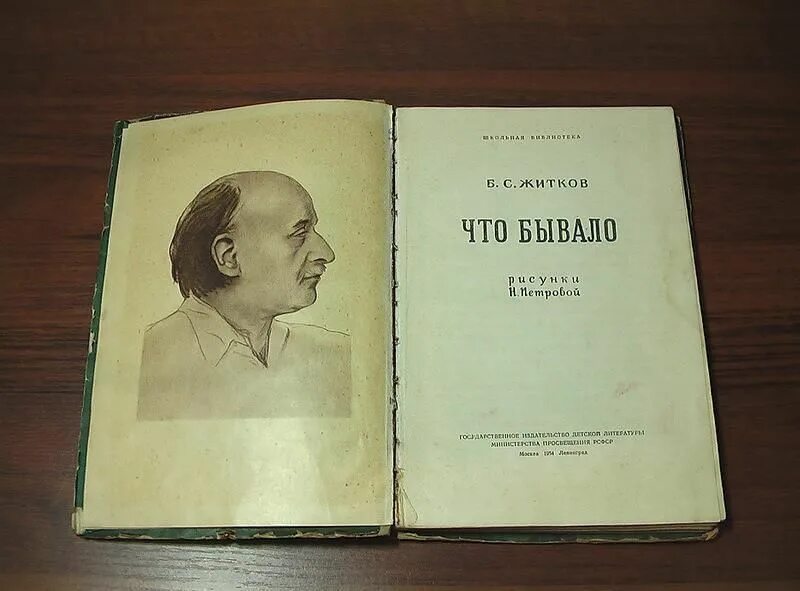 ШКОЛЬНАЯ БИБЛИОТЕКА
Б. С. ЖИТКОВ
ЧТО БЫВАЛО
рисунки
Н. Петровой
ГОСУДАРСТВЕННОЕ ИЗДАТЕЛЬСТВО ДЕТСКОЙ ЛИТЕРАТУРЫ
МИНИСТЕРСТВА ПРОСВЕЩЕНИЯ РСФСР
Москва 1954 Ленинград